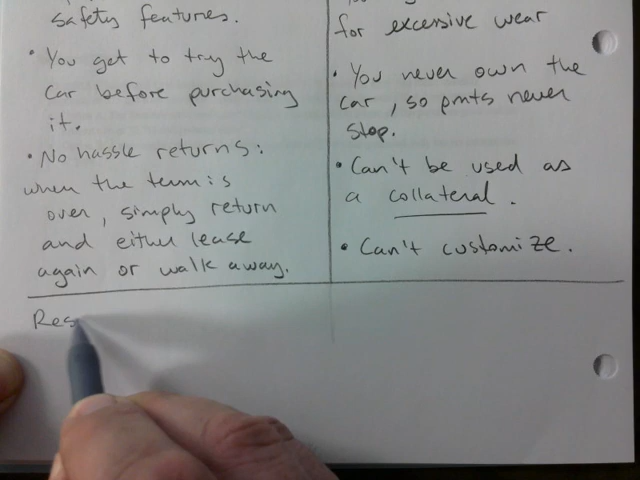 safety features.
• You get to try the
car before purchasing
it.
• No hassle returns:
when the term is
over, simply return
and either lease
again or walk away.
for excessive wear
• You never own the
car, so pmts never
stop.
• Can't be used as
a collateral.
• Can't customize.
Res